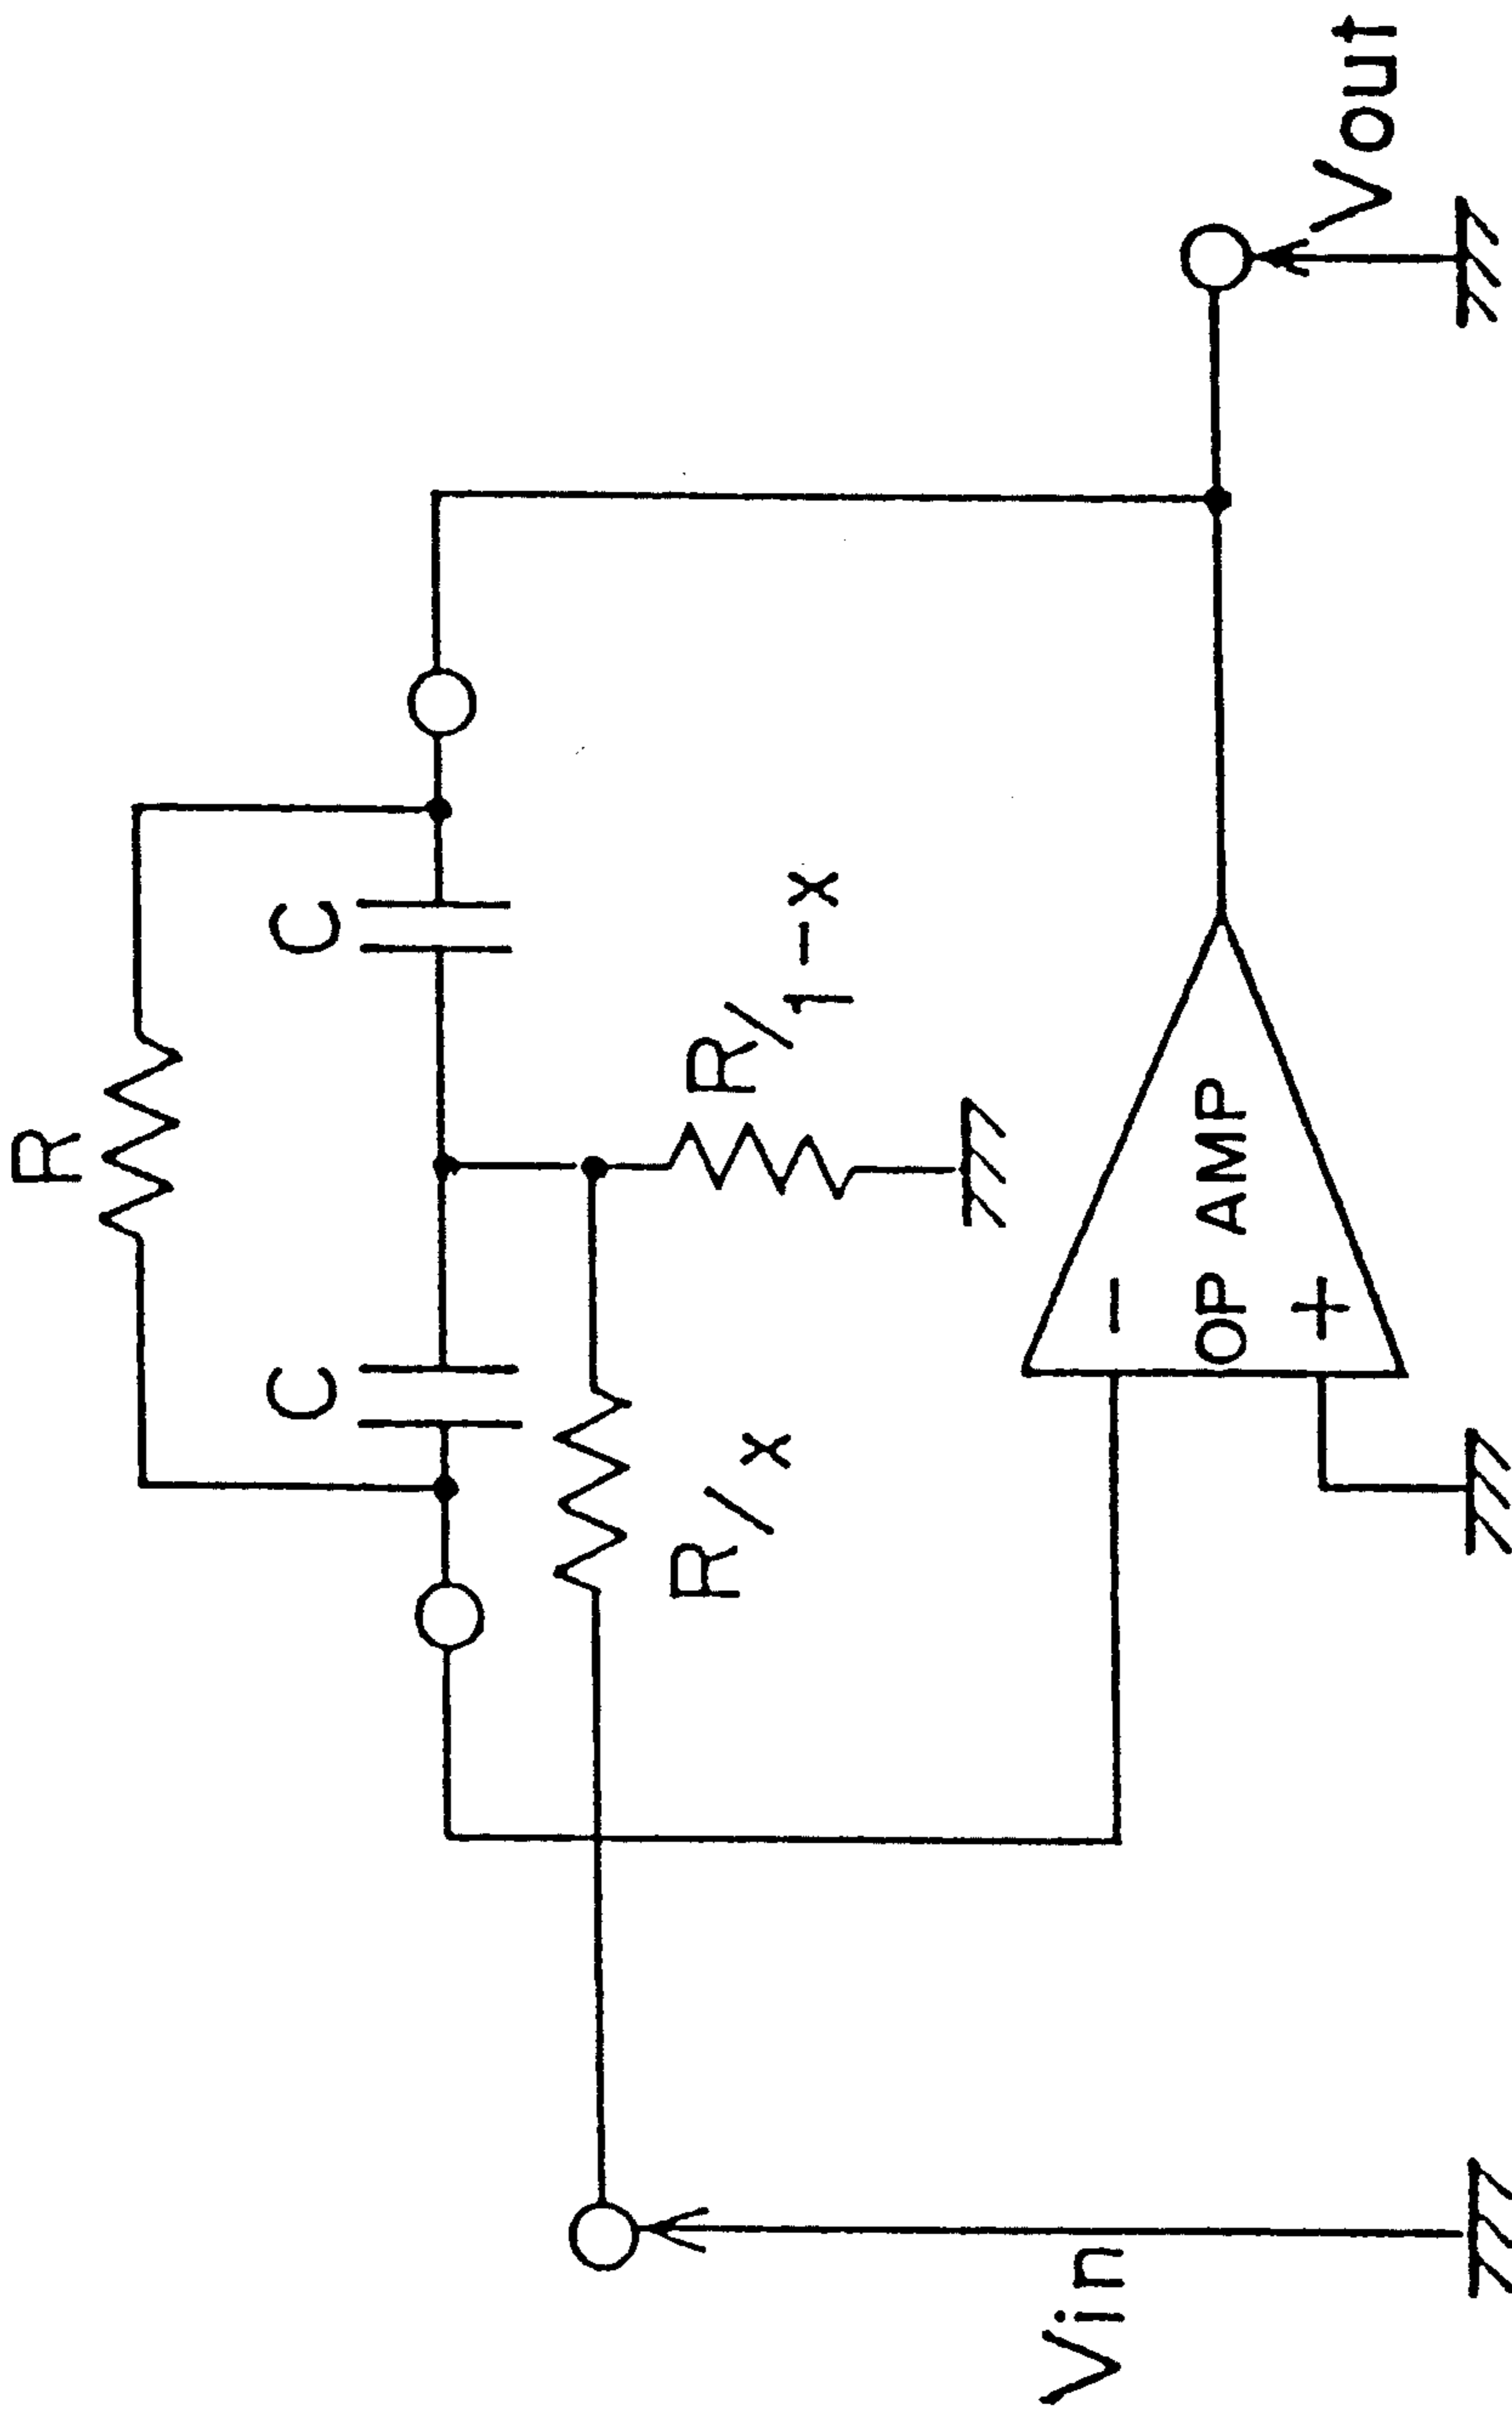 R
C
C
R/x
R/1-x
Vin
-
OP AMP
+
Vout